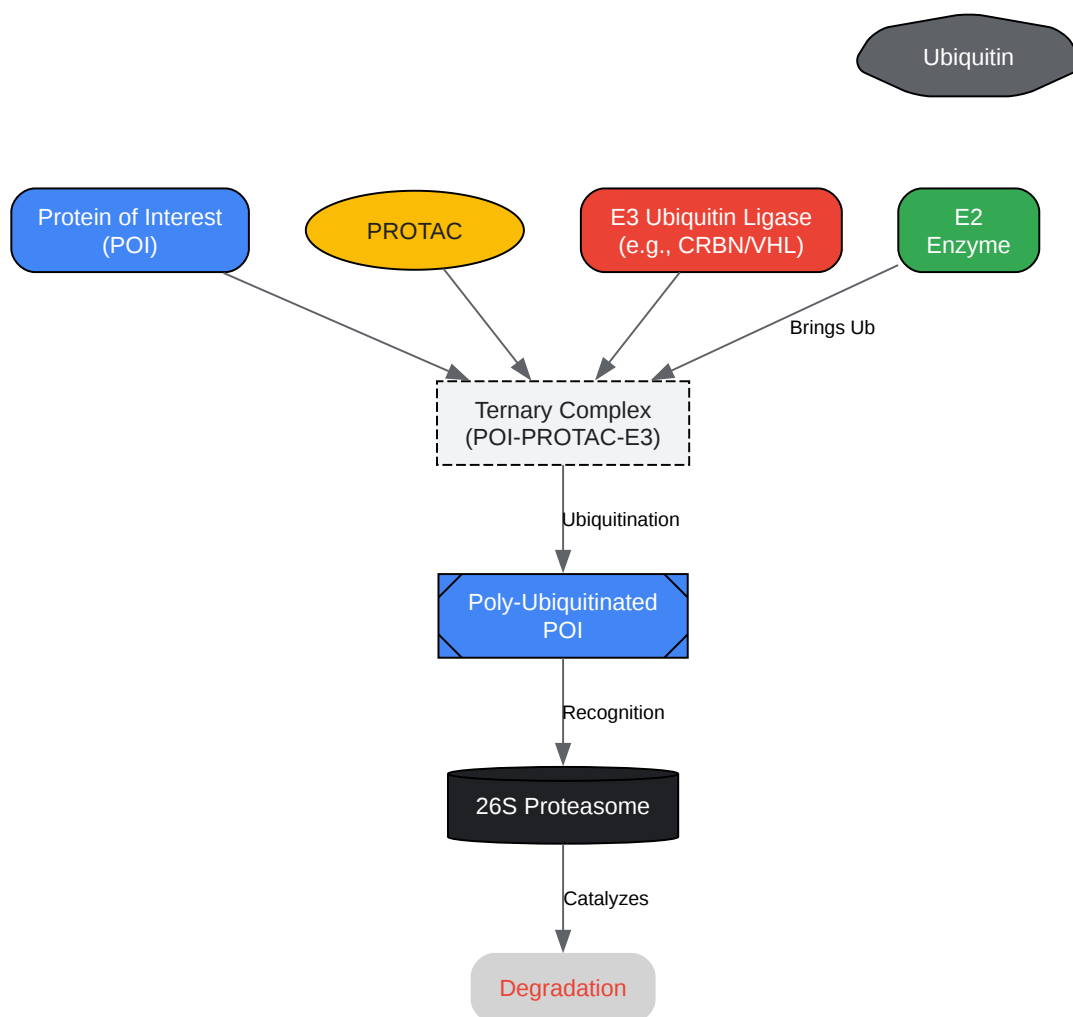 Ubiquitin
Protein of Interest
(POI)
PROTAC
E3 Ubiquitin Ligase
(e.g., CRBN/VHL)
E2
Enzyme
Brings Ub
Ternary Complex
(POI-PROTAC-E3)
Ubiquitination
Poly-Ubiquitinated
POI
Recognition
26S Proteasome
Catalyzes
Degradation